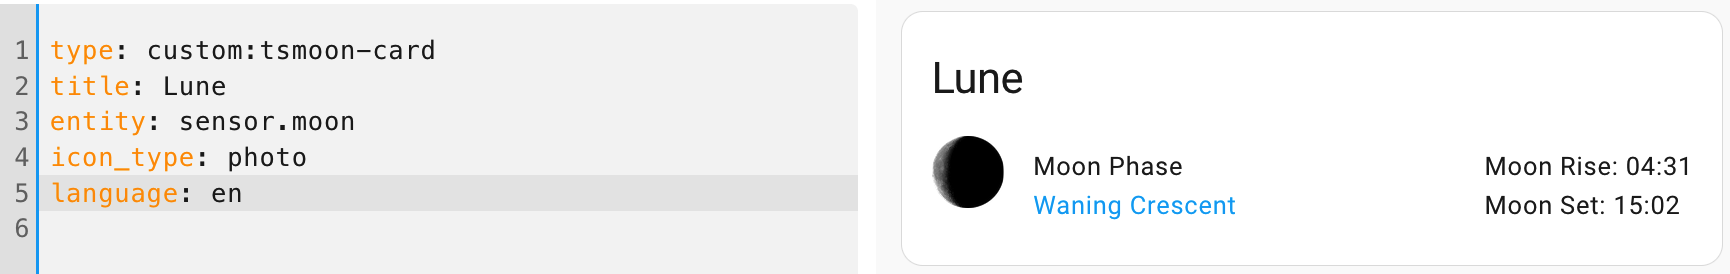 1 type: custom:tsmoon-card
2 title: Lune
3 entity: sensor.moon
4 icon_type: photo
5 language: en
6
Lune
Moon Phase
Waning Crescent
Moon Rise: 04:31
Moon Set: 15:02